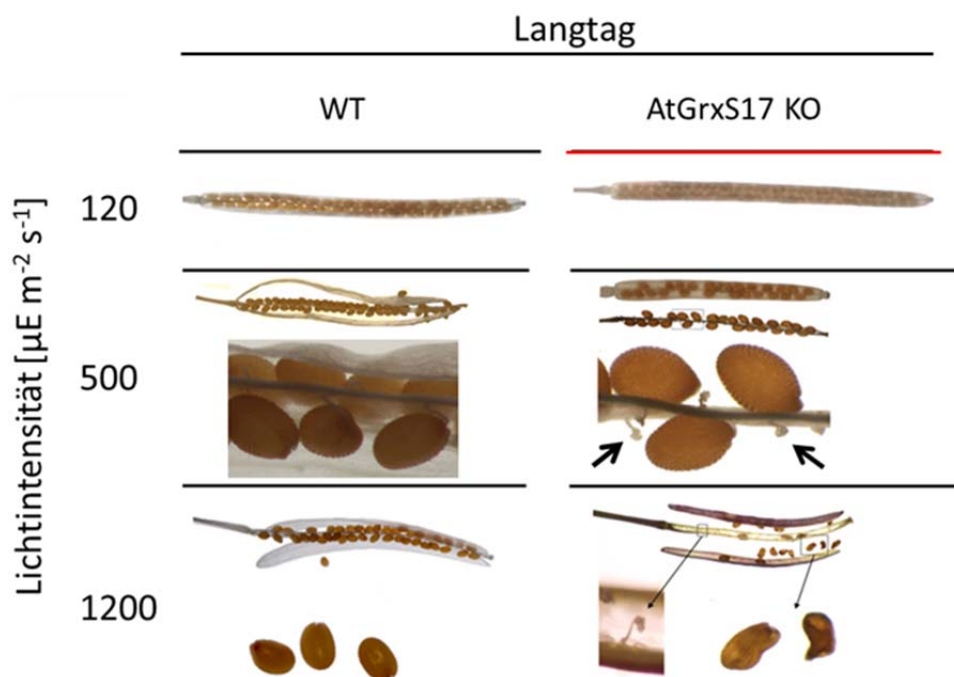 Langtag
WT
AtGrxS17 KO
Lichtintensität [µE m⁻² s⁻¹]
120
500
1200